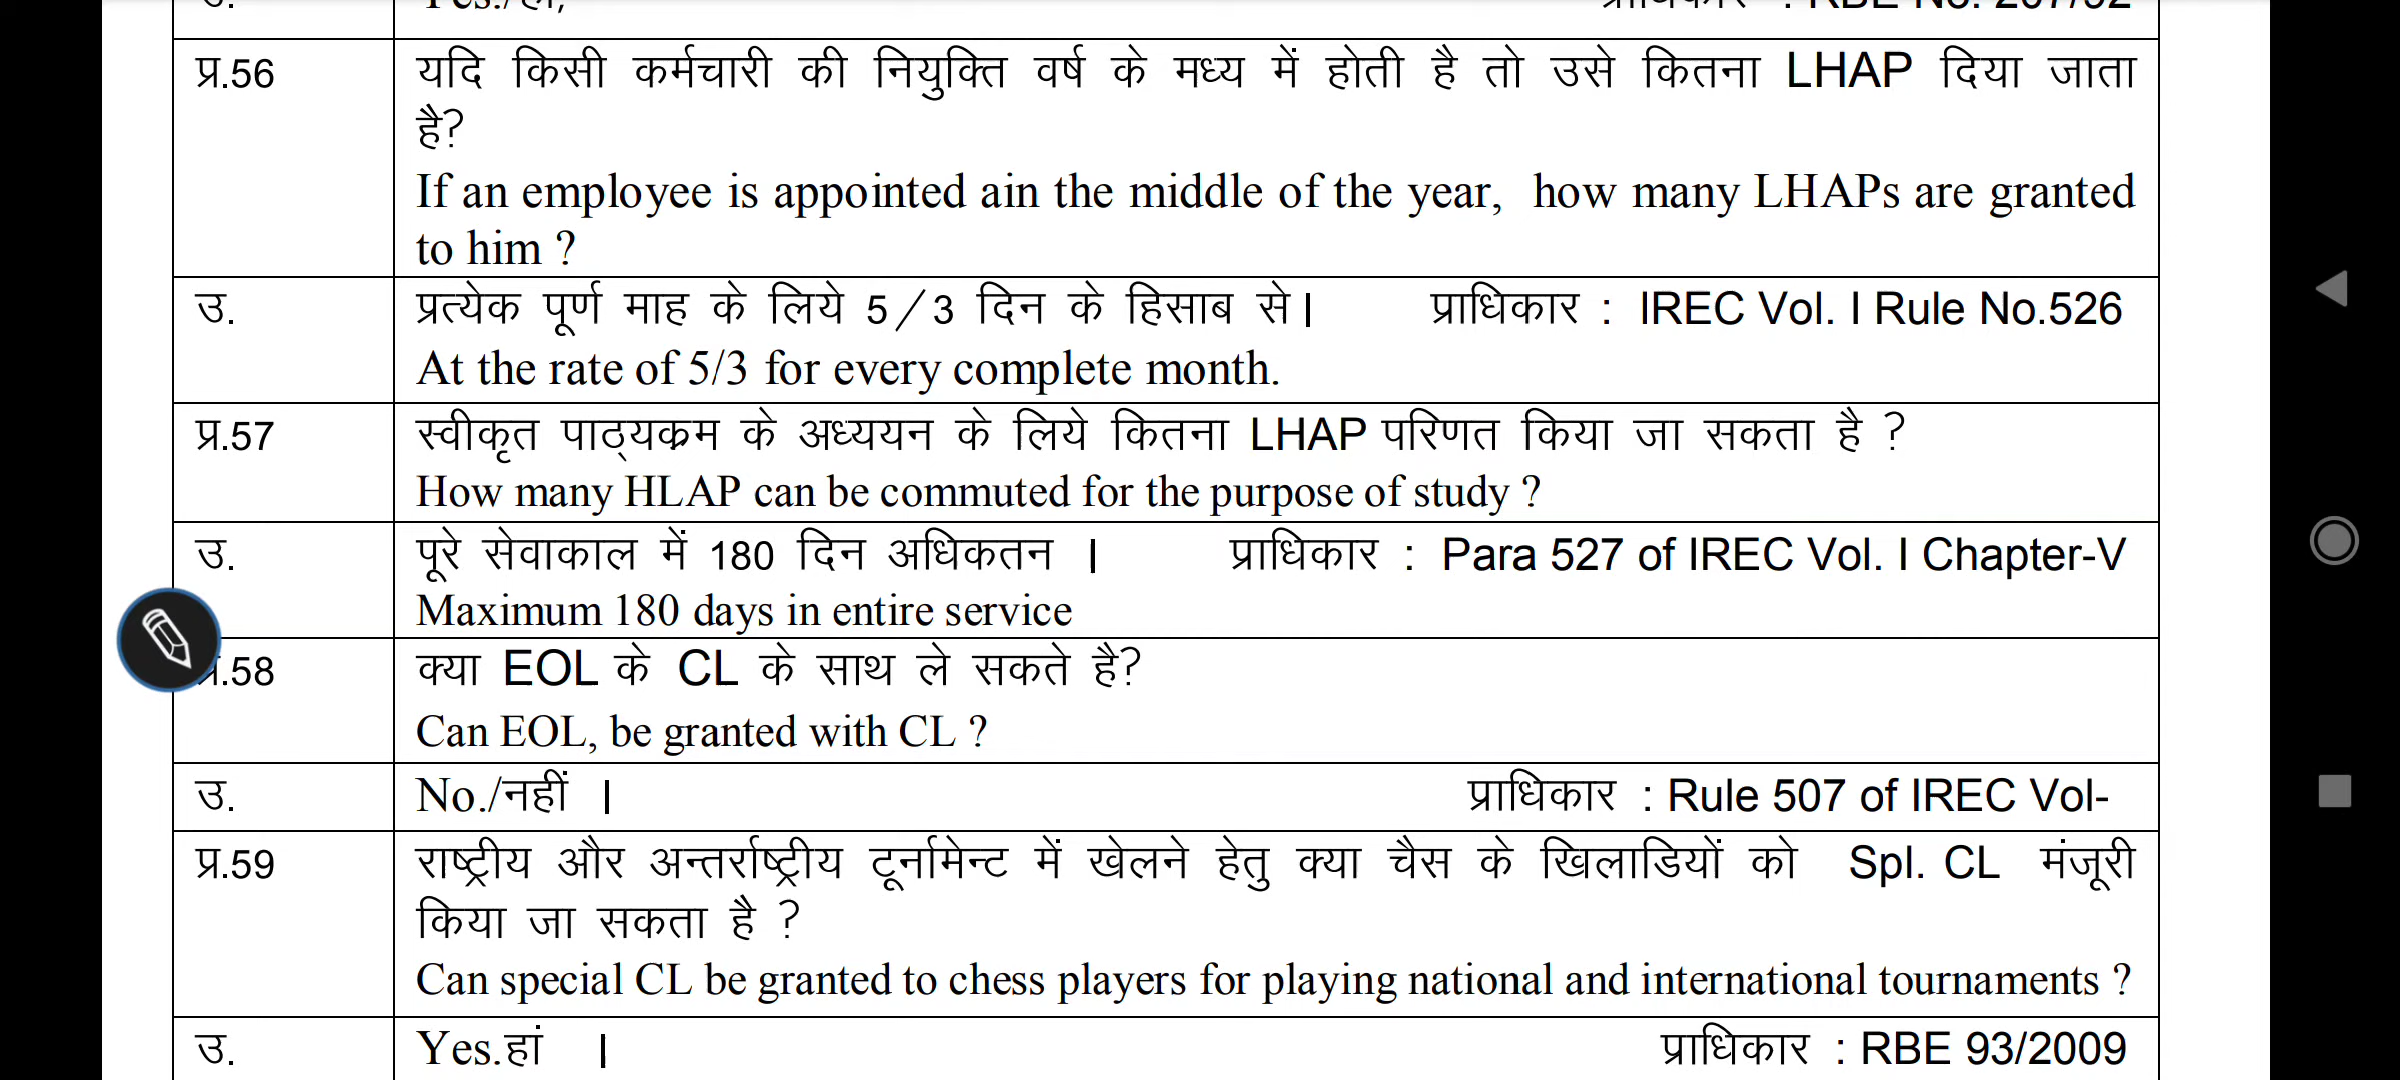 Yes./हां,
प्र.56 यदि किसी कर्मचारी की नियुक्ति वर्ष के मध्य में होती है तो उसे कितना LHAP दिया जाता
है?
If an employee is appointed ain the middle of the year, how many LHAPs are granted
to him ?
उ. प्रत्येक पूर्ण माह के लिये 5/3 दिन के हिसाब से। प्राधिकार : IREC Vol. I Rule No.526
At the rate of 5/3 for every complete month.
प्र.57 स्वीकृत पाठ्यक्रम के अध्ययन के लिये कितना LHAP परिणत किया जा सकता है ?
How many HLAP can be commuted for the purpose of study ?
उ. पूरे सेवाकाल में 180 दिन अधिकतन । प्राधिकार : Para 527 of IREC Vol. I Chapter-V
Maximum 180 days in entire service
.58 क्या EOL के CL के साथ ले सकते है?
Can EOL, be granted with CL ?
उ. No./नहीं । प्राधिकार : Rule 507 of IREC Vol-
प्र.59 राष्ट्रीय और अन्तर्राष्ट्रीय टूर्नामेन्ट में खेलने हेतु क्या चैस के खिलाडियों को Spl. CL मंजूरी
किया जा सकता है ?
Can special CL be granted to chess players for playing national and international tournaments ?
उ. Yes.हां । प्राधिकार : RBE 93/2009